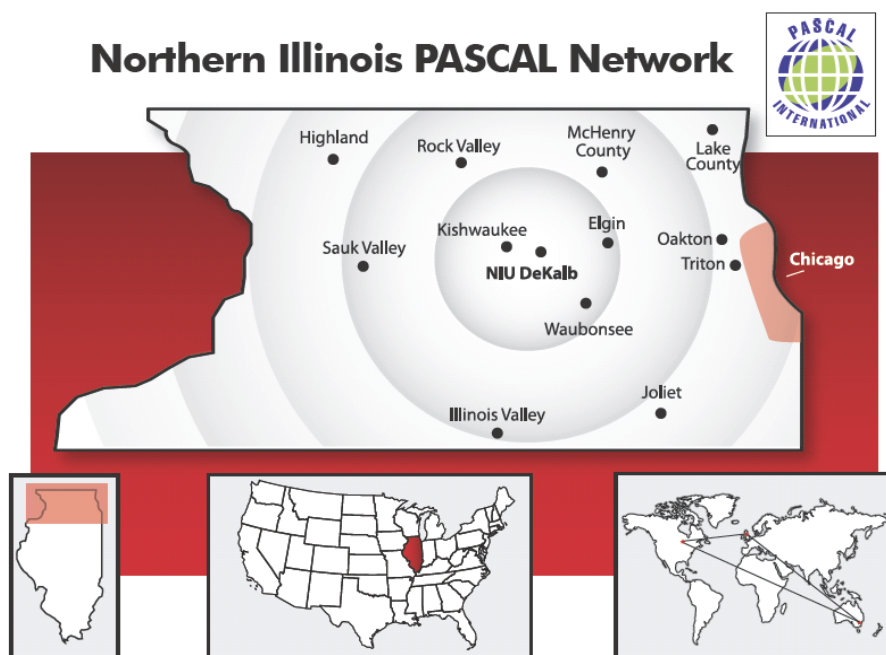 Northern Illinois PASCAL Network
PASCAL
INTERNATIONAL
Highland
Rock Valley
McHenry
County
Lake
County
Kishwaukee
Elgin
Oakton
Sauk Valley
NIU DeKalb
Triton
Chicago
Waubonsee
Illinois Valley
Joliet